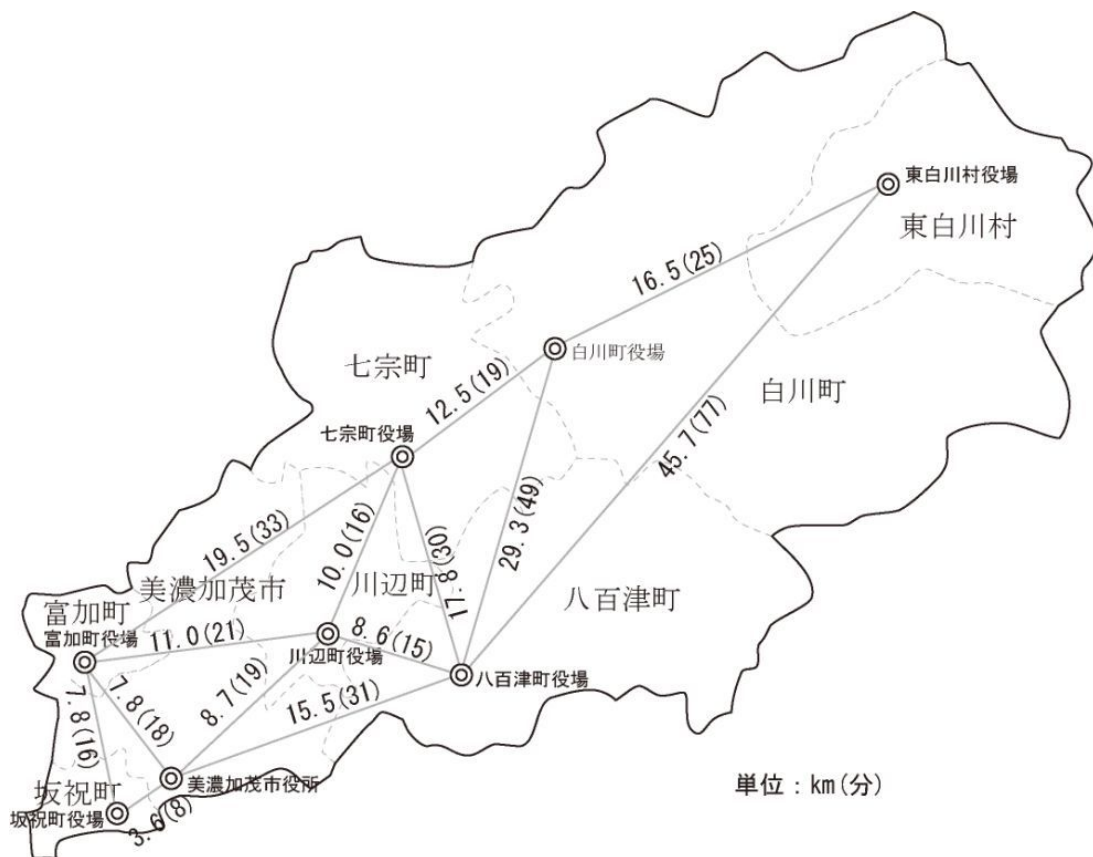 東白川村役場
東白川村
16.5(25)
白川町役場
七宗町
白川町
12.5(19)
45.7(77)
七宗町役場
29.3(49)
19.5(33)
10.0(16)
17.8(30)
美濃加茂市
川辺町
八百津町
富加町
富加町役場
11.0(21)
8.6(15)
川辺町役場
八百津町役場
8.7(19)
15.5(31)
7.8(18)
7.8(16)
美濃加茂市役所
単位：km(分)
坂祝町
坂祝町役場
3.6(8)